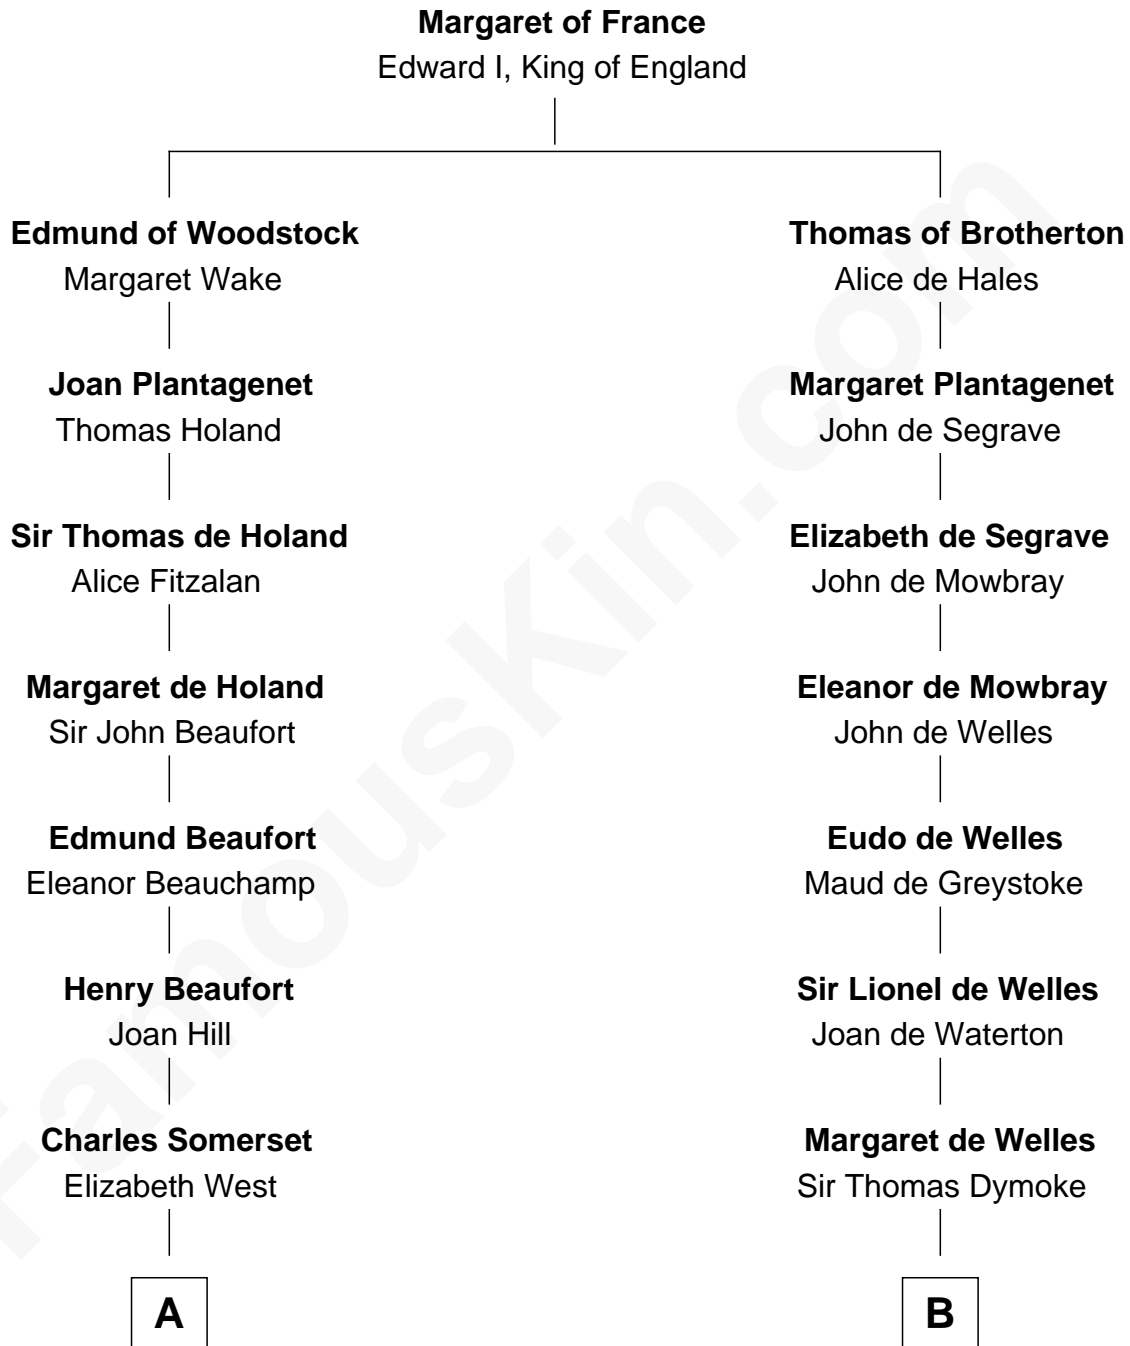 Margaret of France
Edward I, King of England
Edmund of Woodstock
Margaret Wake
Thomas of Brotherton
Alice de Hales
Joan Plantagenet
Thomas Holand
Margaret Plantagenet
John de Segrave
Sir Thomas de Holand
Alice Fitzalan
Elizabeth de Segrave
John de Mowbray
Margaret de Holand
Sir John Beaufort
Eleanor de Mowbray
John de Welles
Edmund Beaufort
Eleanor Beauchamp
Eudo de Welles
Maud de Greystoke
Henry Beaufort
Joan Hill
Sir Lionel de Welles
Joan de Waterton
Charles Somerset
Elizabeth West
Margaret de Welles
Sir Thomas Dymoke
A
B
FamousKin.com